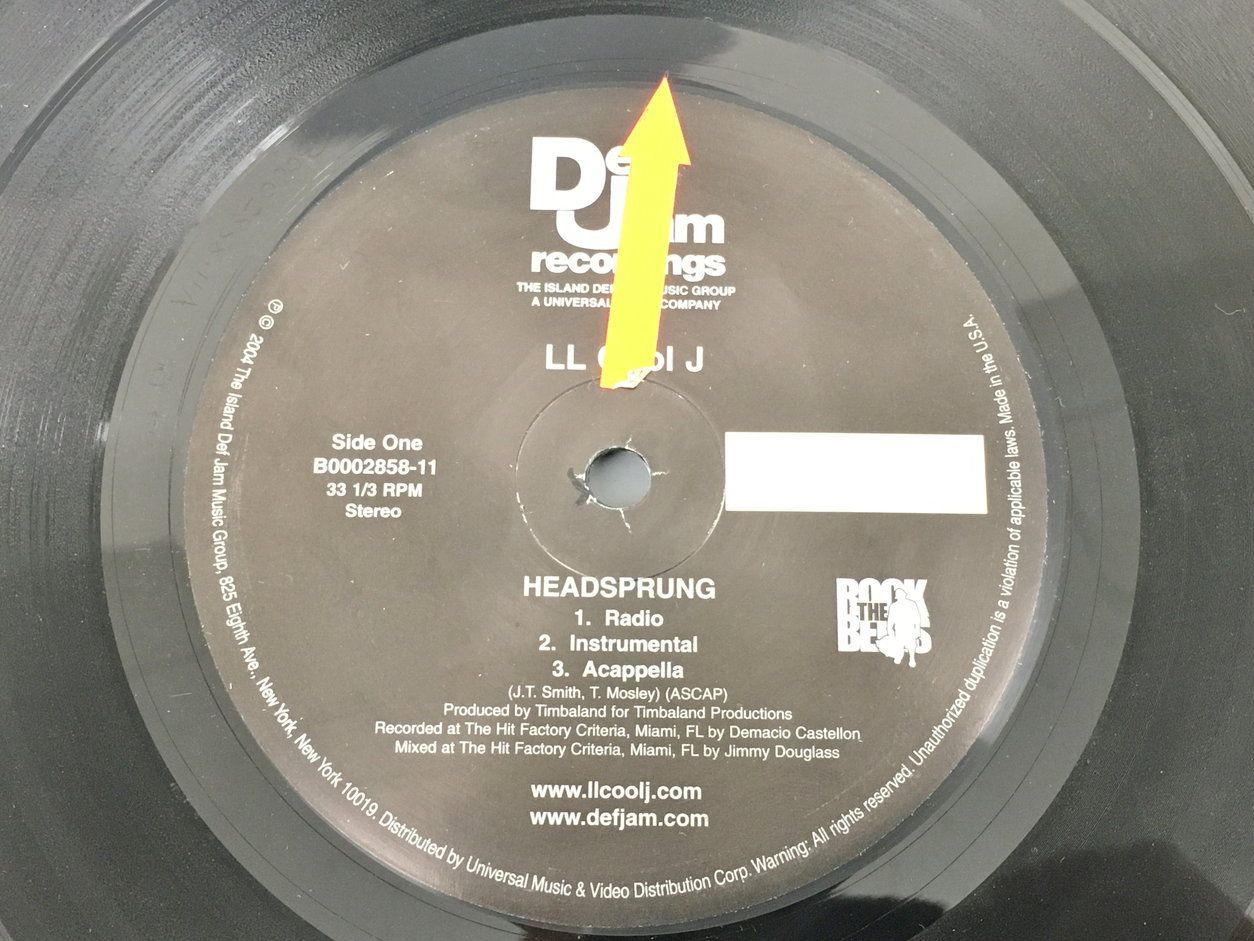 Def
Jam
recordings
THE ISLAND DEF MUSIC GROUP
A UNIVERSAL COMPANY
LL Cool J
Side One
B0002858-11
33 1/3 RPM
Stereo
HEADSPRUNG
1. Radio
2. Instrumental
3. Acappella
(J.T. Smith, T. Mosley) (ASCAP)
Produced by Timbaland for Timbaland Productions
Recorded at The Hit Factory Criteria, Miami, FL by Demacio Castellon
Mixed at The Hit Factory Criteria, Miami, FL by Jimmy Douglass
ROCK
THE
BELLS
www.llcoolj.com
www.defjam.com
℗ © 2004 The Island Def Jam Music Group, 825 Eighth Ave., New York, New York 10019. Distributed by Universal Music & Video Distribution Corp. Warning: All rights reserved. Unauthorized duplication is a violation of applicable laws. Made in the U.S.A.